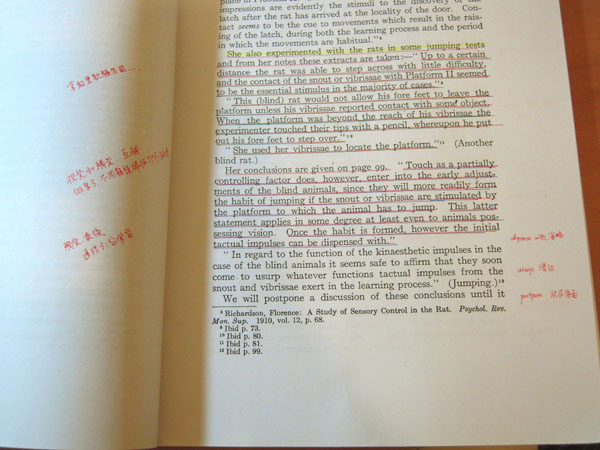 impressions are evidently the stimuli to the discovery of the
latch after the rat has arrived at the locality of the door. Con-
tact seems to be the cue to movements which result in the rais-
ing of the latch, during both the learning process and the period
in which the movements are habitual."
She also experimented with the rats in some jumping tests
and from her notes these extracts are taken:—"Up to a certain
distance the rat was able to step across with little difficulty,
and the contact of the snout or vibrissae with Platform II seemed
to be the essential stimulus in the majority of cases."
"This (blind) rat would not allow his fore feet to leave the
platform unless his vibrissae reported contact with some object.
When the platform was beyond the reach of his vibrissae the
experimenter touched their tips with a pencil, whereupon he put
out his fore feet to step over."¹⁰
"She used her vibrissae to locate the platform."¹¹ (Another
blind rat.)
Her conclusions are given on page 99. "Touch as a partially
controlling factor does, however, enter into the early adjust-
ments of the blind animals, since they will more readily form
the habit of jumping if the snout or vibrissae are stimulated by
the platform to which the animal has to jump. This latter
statement applies in some degree at least even to animals pos-
sessing vision. Once the habit is formed, however the initial
tactual impulses can be dispensed with."
"In regard to the function of the kinaesthetic impulses in the
case of the blind animals it seems safe to affirm that they soon
come to usurp whatever functions tactual impulses from the
snout and vibrissae exert in the learning process." (Jumping.)¹²
We will postpone a discussion of these conclusions until it
Richardson, Florence: A Study of Sensory Control in the Rat. Psychol. Rev.
Mon. Sup. 1910, vol. 12, p. 68.
⁹ Ibid p. 73.
¹⁰ Ibid p. 80.
¹¹ Ibid p. 81.
¹² Ibid p. 99.
usurp
postpone